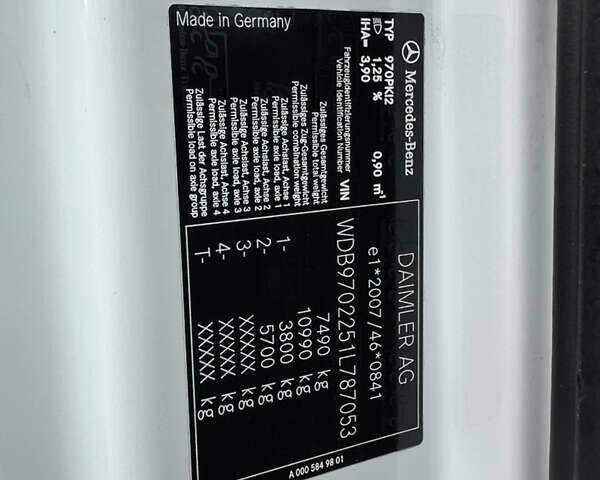 Mercedes-Benz
TYP 970PKI2
1,25 % 0,90 m⁻¹
IHA= 3,90
DAIMLER AG
e1*2007/46*0841
Fahrzeugidentifizierungsnummer
Vehicle Identification Number VIN
WDB9702251L787053
Zulässiges Gesamtgewicht
Permissible total weight
7490 kg
Zulässiges Zug-Gesamtgewicht
Permissible combination weight
10990 kg
Zulässige Achslast, Achse 1
Permissible axle load, axle 1
1- 3800 kg
Zulässige Achslast, Achse 2
Permissible axle load, axle 2
2- 5700 kg
Zulässige Achslast, Achse 3
Permissible axle load, axle 3
3- XXXXX kg
Zulässige Achslast, Achse 4
Permissible axle load, axle 4
4- XXXXX kg
Zulässige Last der Achsgruppe
Permissible load on axle group
T- XXXXX kg
Made in Germany
A 000 584 98 01